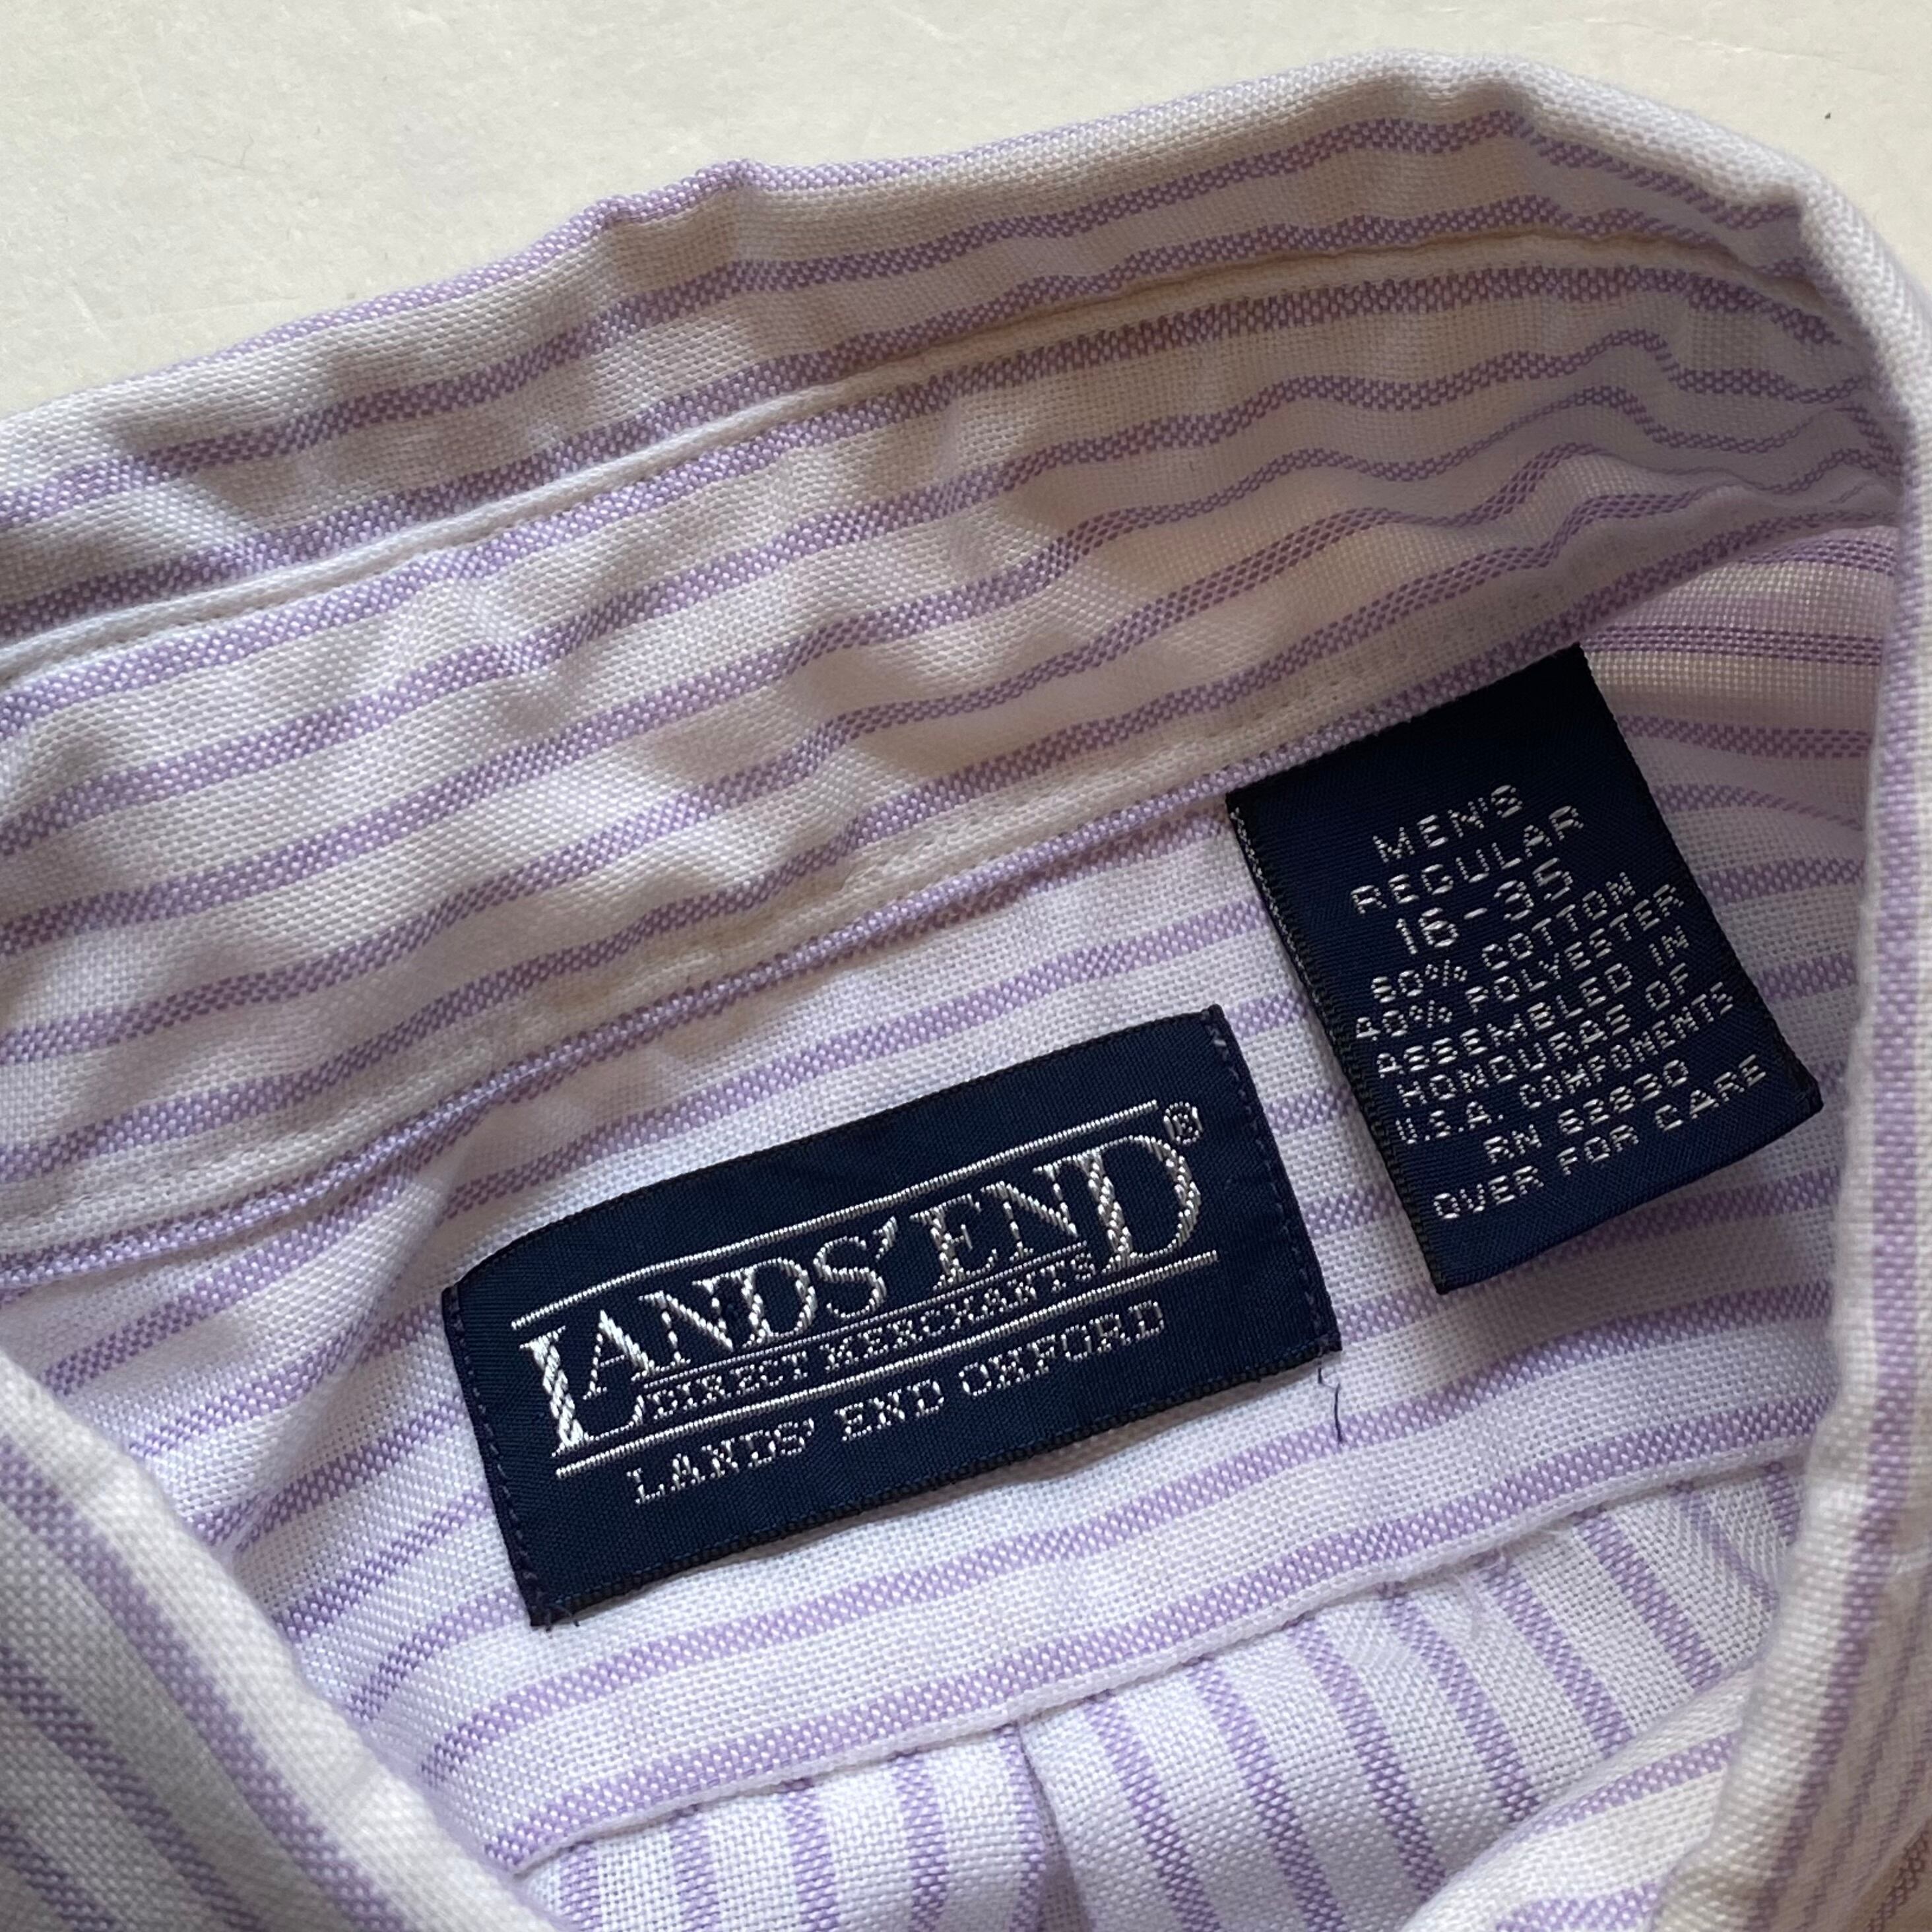 LANDS' END®
DIRECT MERCHANTS
LANDS' END OXFORD
MEN'S
REGULAR
16-35
60% COTTON
40% POLYESTER
ASSEMBLED IN
HONDURAS OF
U.S.A. COMPONENTS
RN 62830
OVER FOR CARE